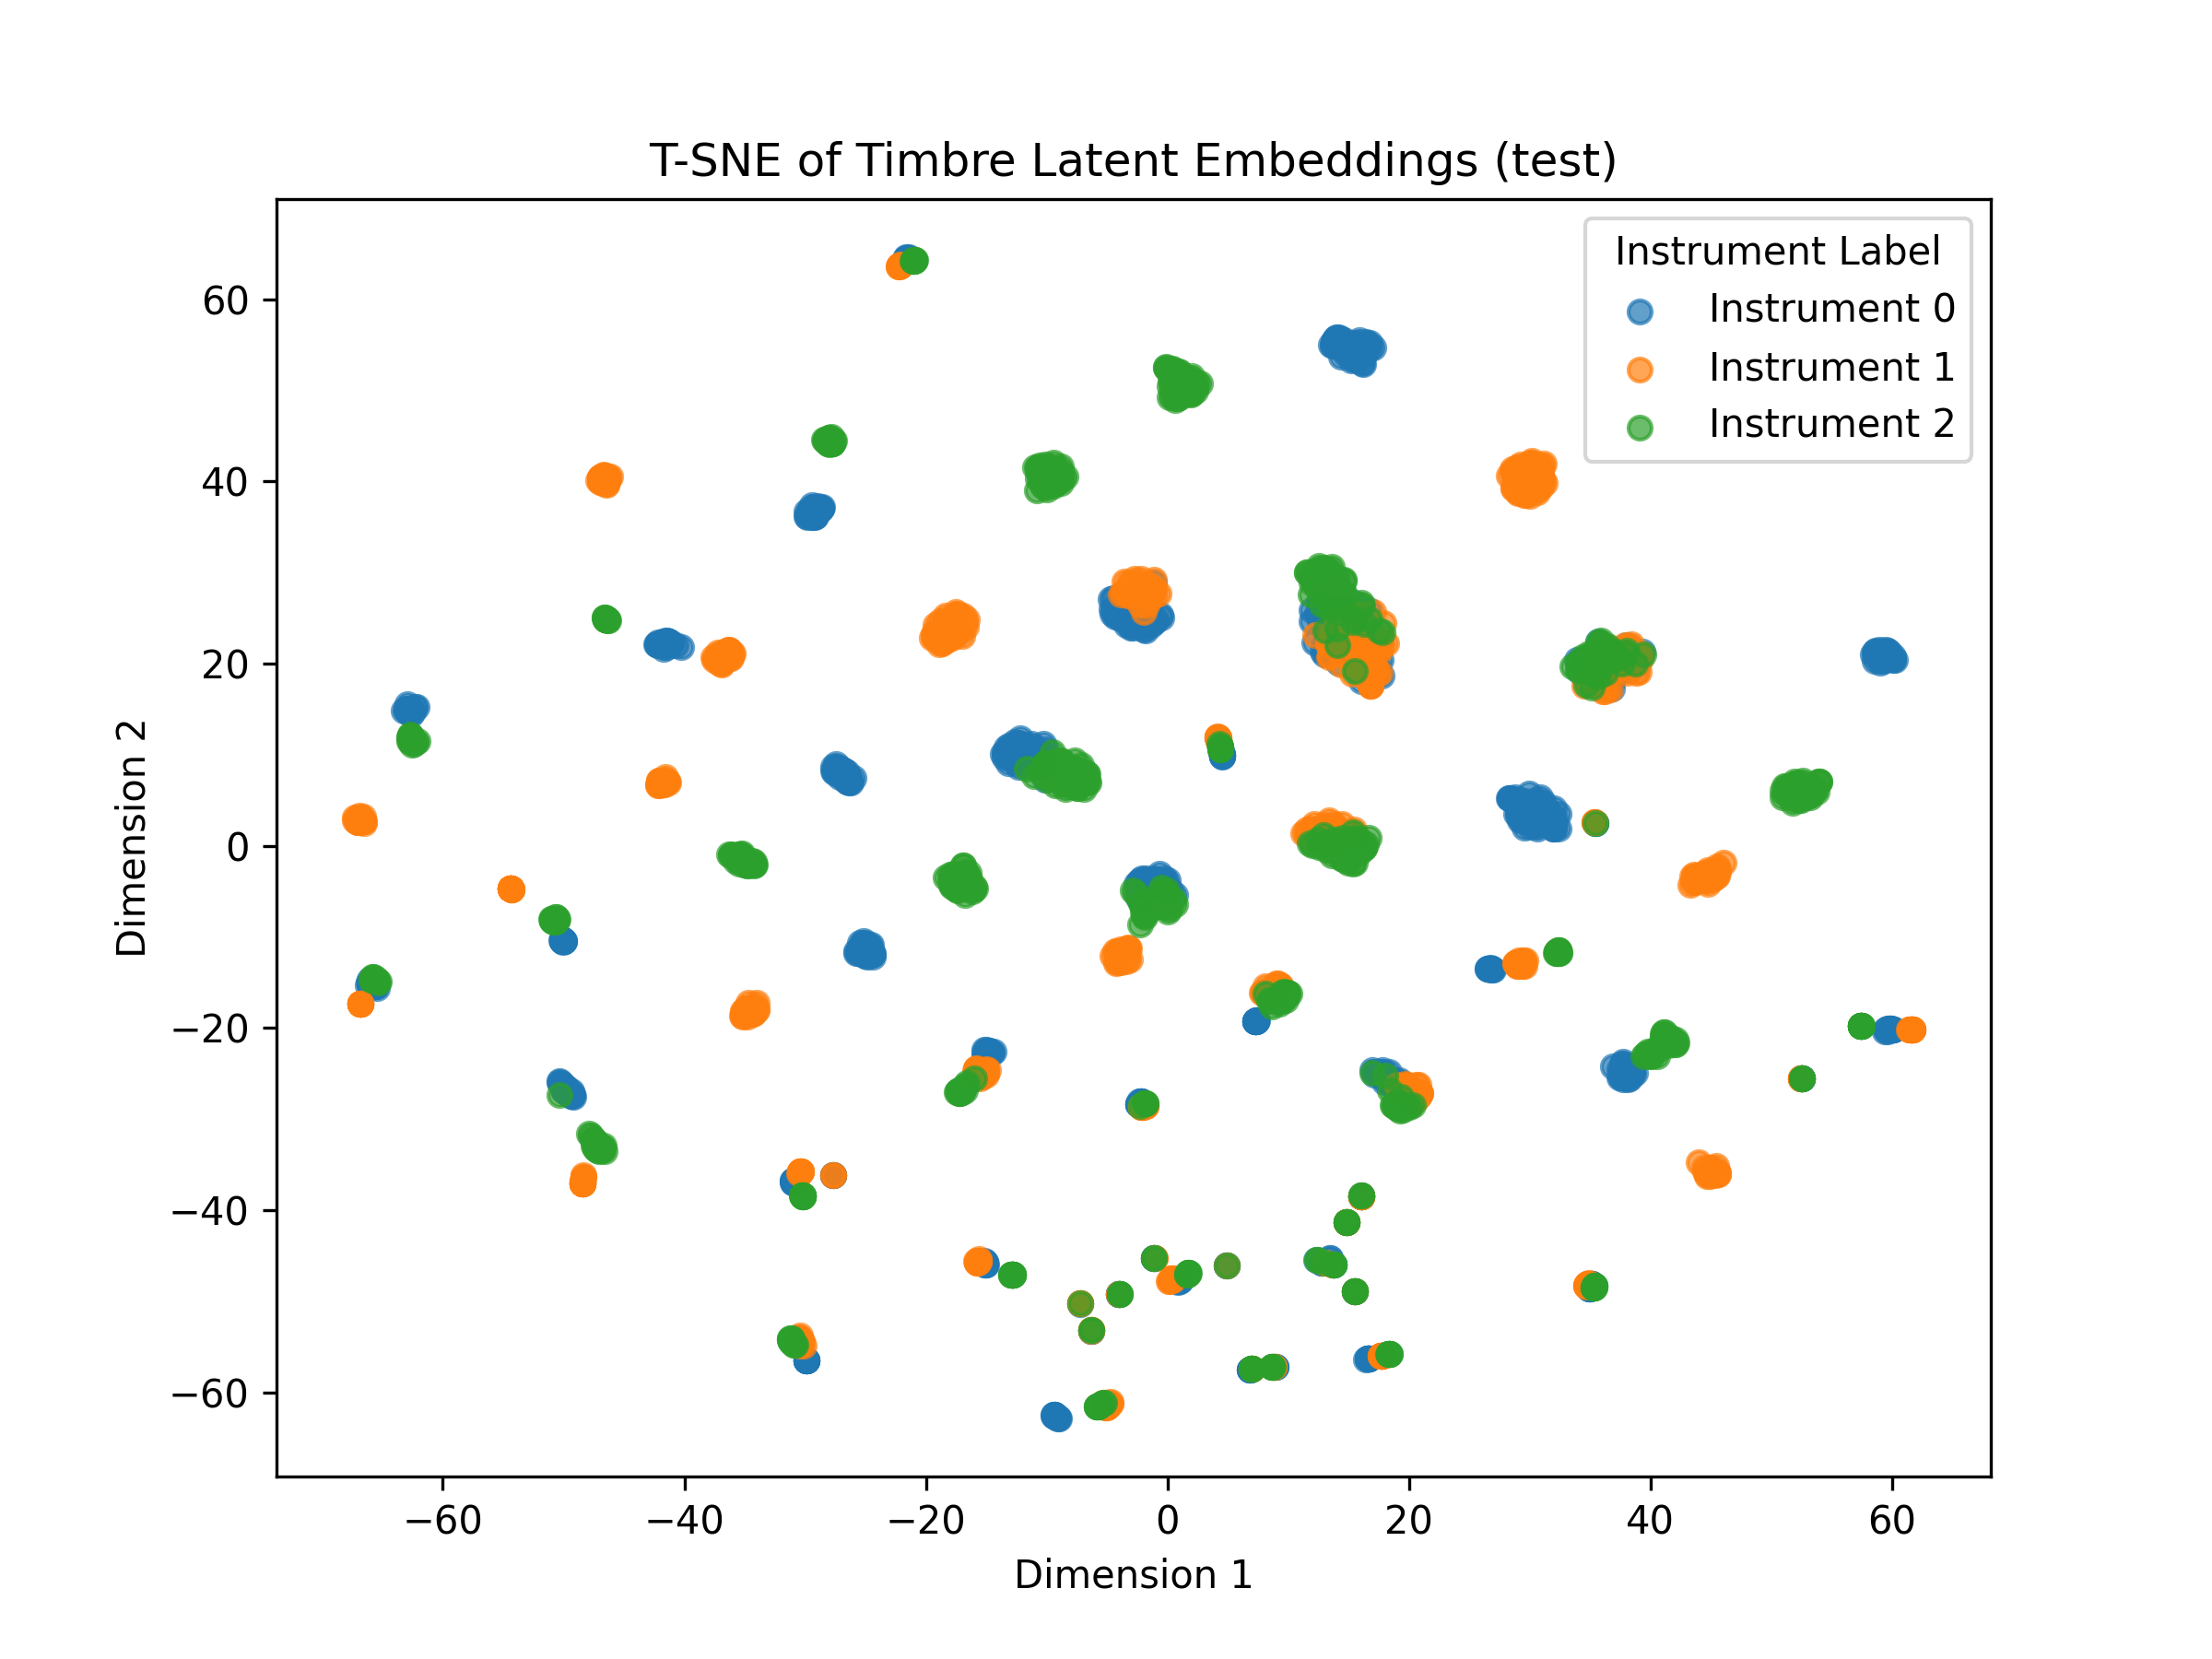 T-SNE of Timbre Latent Embeddings (test)
Instrument Label
Instrument 0
Instrument 1
Instrument 2
60
40
20
0
−20
−40
−60
Dimension 2
−60
−40
−20
0
20
40
60
Dimension 1